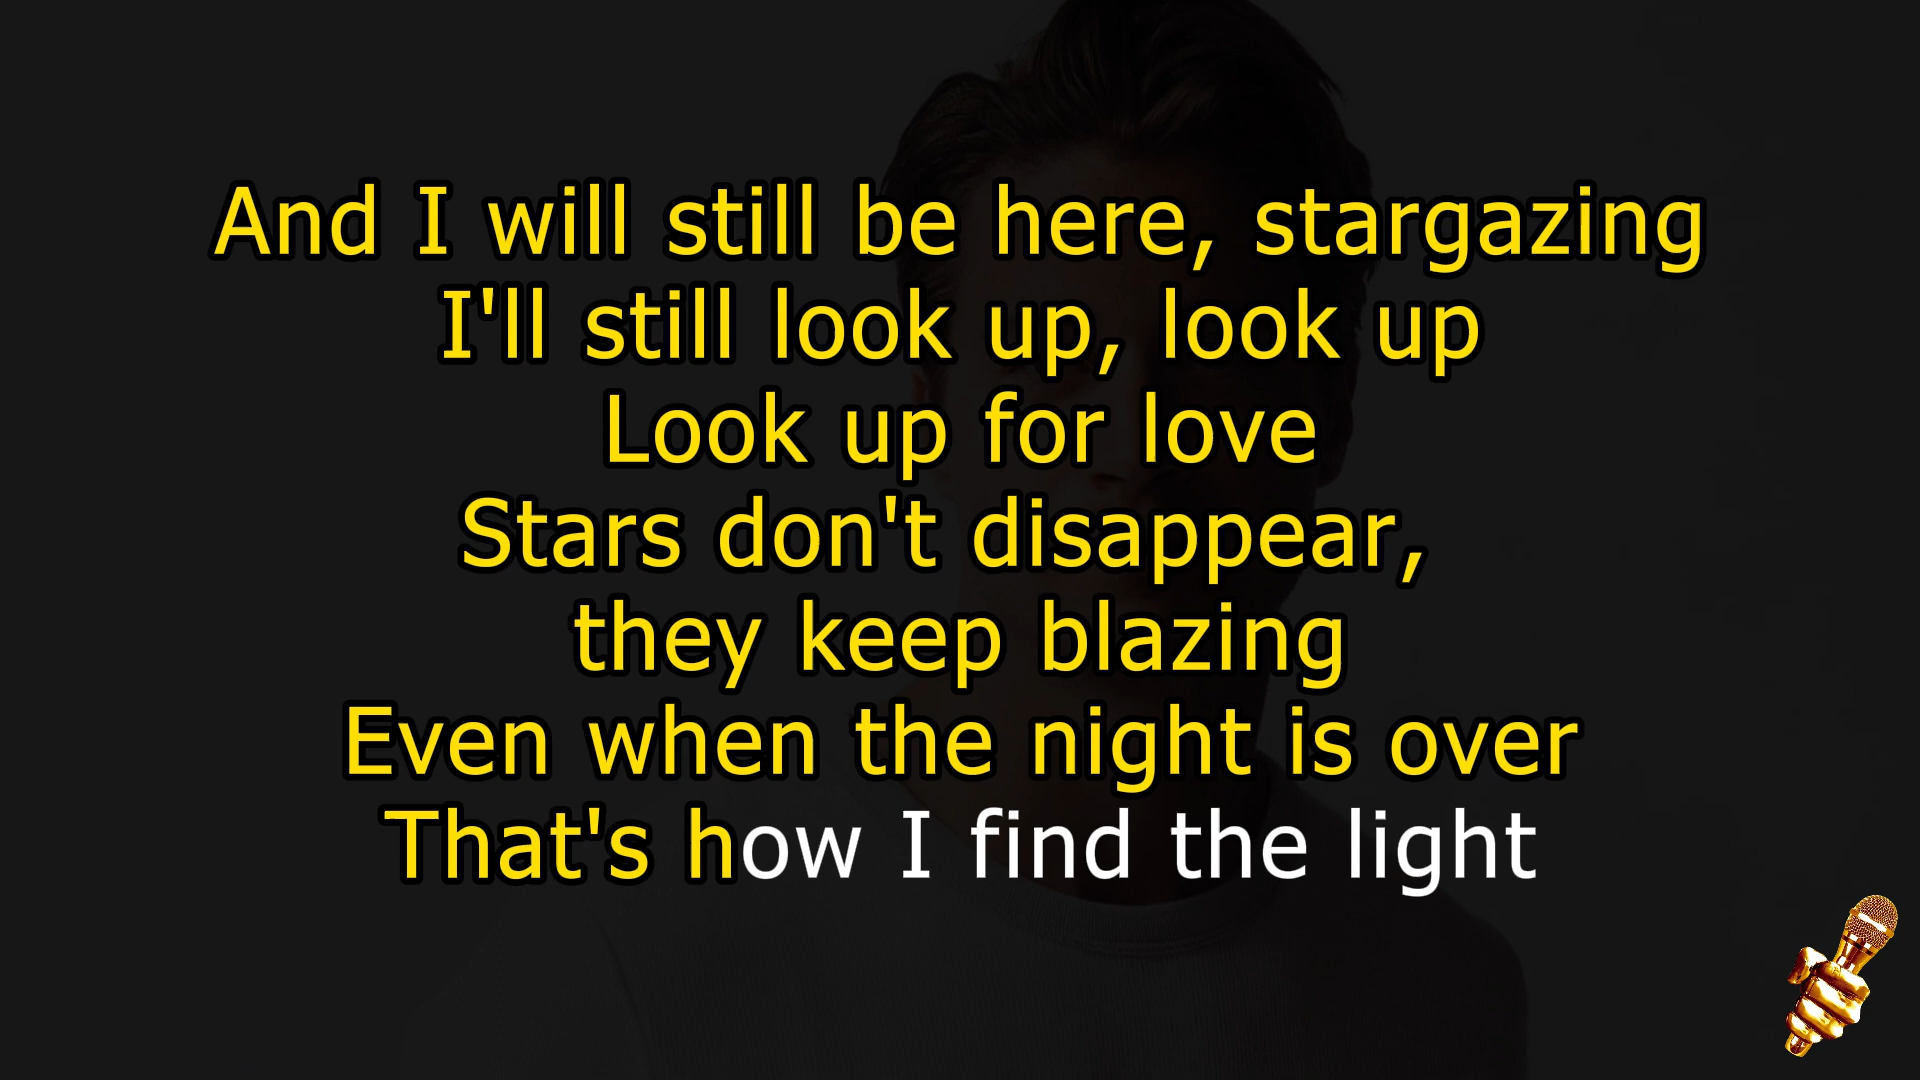 And I will still be here, stargazing
I'll still look up, look up
Look up for love
Stars don't disappear,
they keep blazing
Even when the night is over
That's how I find the light